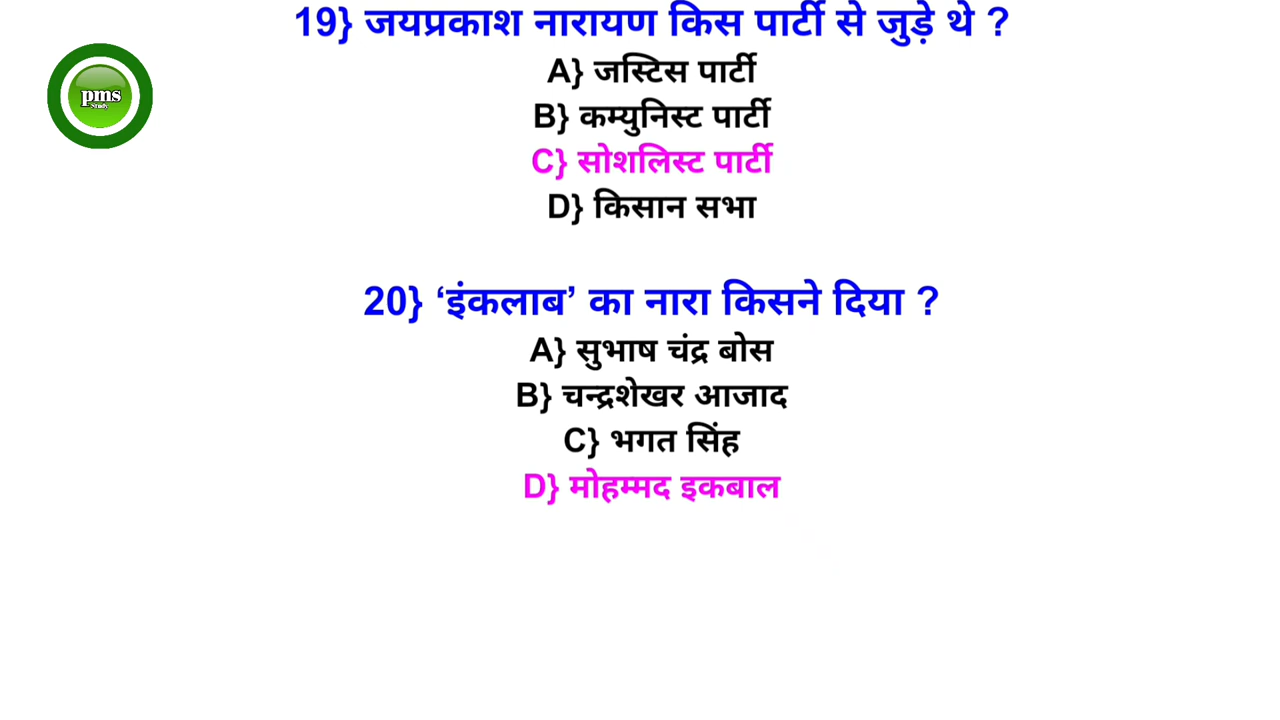 19} जयप्रकाश नारायण किस पार्टी से जुड़े थे ?
A} जस्टिस पार्टी
B} कम्युनिस्ट पार्टी
C} सोशलिस्ट पार्टी
D} किसान सभा
pms
Study
20} ‘इंकलाब’ का नारा किसने दिया ?
A} सुभाष चंद्र बोस
B} चन्द्रशेखर आजाद
C} भगत सिंह
D} मोहम्मद इकबाल